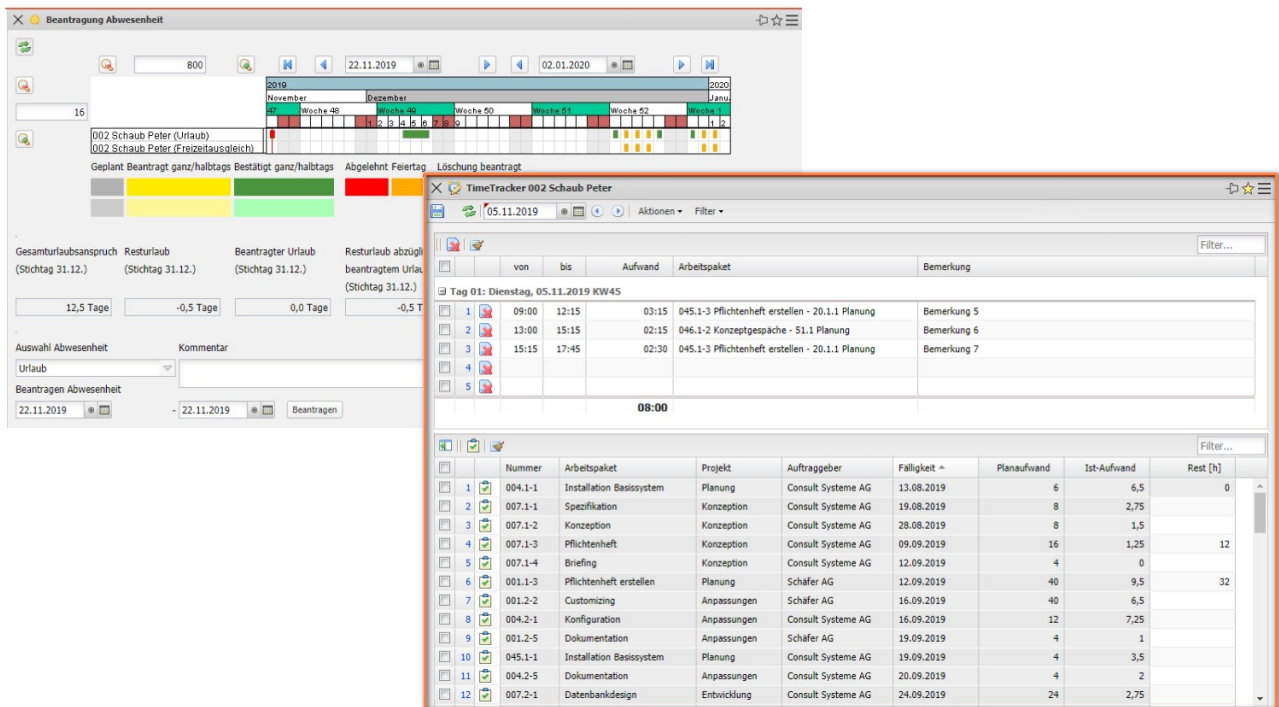 Beantragung Abwesenheit
800 22.11.2019 02.01.2020
2019 2020
November Dezember Janu.
16 47 Woche 48 Woche 49 Woche 50 Woche 51 Woche 52 Woche 1
1 2 3 4 5 6 7 8 9 1 2
002 Schaub Peter (Urlaub)
002 Schaub Peter (Freizeitausgleich)
Geplant Beantragt ganz/halbtags Bestätigt ganz/halbtags Abgelehnt Feiertag Löschung beantragt
Gesamturlaubsanspruch Resturlaub Beantragter Urlaub Resturlaub abzügli
(Stichtag 31.12.) (Stichtag 31.12.) (Stichtag 31.12.) beantragtem Urlau
(Stichtag 31.12.)
12,5 Tage -0,5 Tage 0,0 Tage -0,5 T
Auswahl Abwesenheit Kommentar
Urlaub
Beantragen Abwesenheit
22.11.2019 - 22.11.2019 Beantragen
TimeTracker 002 Schaub Peter
05.11.2019 Aktionen Filter
Filter...
von bis Aufwand Arbeitspaket Bemerkung
Tag 01: Dienstag, 05.11.2019 KW45
1 09:00 12:15 03:15 045.1-3 Pflichtenheft erstellen - 20.1.1 Planung Bemerkung 5
2 13:00 15:15 02:15 046.1-2 Konzeptgespäche - 51.1 Planung Bemerkung 6
3 15:15 17:45 02:30 045.1-3 Pflichtenheft erstellen - 20.1.1 Planung Bemerkung 7
4
5
08:00
Filter...
Nummer Arbeitspaket Projekt Auftraggeber Fälligkeit Planaufwand Ist-Aufwand Rest [h]
1 004.1-1 Installation Basissystem Planung Consult Systeme AG 13.08.2019 6 6,5 0
2 007.1-1 Spezifikation Konzeption Consult Systeme AG 19.08.2019 8 2,75
3 007.1-2 Konzeption Konzeption Consult Systeme AG 28.08.2019 8 1,5
4 007.1-3 Pflichtenheft Konzeption Consult Systeme AG 09.09.2019 16 1,25 12
5 007.1-4 Briefing Konzeption Consult Systeme AG 12.09.2019 4 0
6 001.1-3 Pflichtenheft erstellen Planung Schäfer AG 12.09.2019 40 9,5 32
7 001.2-2 Customizing Anpassungen Schäfer AG 16.09.2019 40 6,5
8 004.2-1 Konfiguration Anpassungen Consult Systeme AG 16.09.2019 12 7,25
9 001.2-5 Dokumentation Anpassungen Schäfer AG 19.09.2019 4 1
10 045.1-1 Installation Basissystem Planung Consult Systeme AG 19.09.2019 4 3,5
11 004.2-5 Dokumentation Anpassungen Consult Systeme AG 20.09.2019 4 2
12 007.2-1 Datenbankdesign Entwicklung Consult Systeme AG 24.09.2019 24 2,75